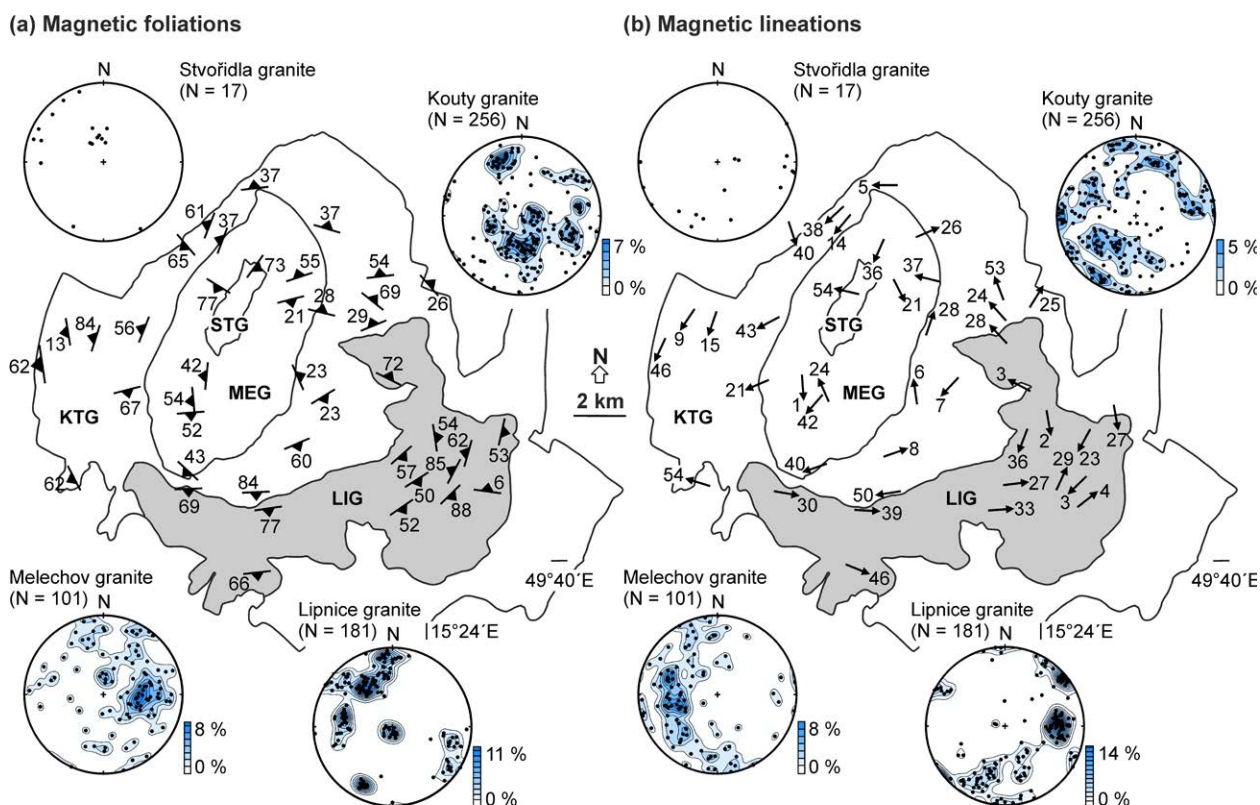 (a) Magnetic foliations
(b) Magnetic lineations
N
Stvořidla granite
(N = 17)
Kouty granite
(N = 256)
N
7 %
0 %
37
61
37
37
65
73
55
54
77
28
69
26
STG
21
29
84
56
13
62
42
23
72
54
MEG
67
52
23
KTG
54
62
43
60
57
85
53
62
84
50
6
69
LIG
88
77
52
66
N
2 km
49°40´E
15°24´E
Melechov granite
(N = 101)
N
8 %
0 %
Lipnice granite
(N = 181)
N
11 %
0 %
N
Stvořidla granite
(N = 17)
Kouty granite
(N = 256)
N
5 %
0 %
5
38
14
26
40
36
37
53
54
24
25
STG
21
28
28
43
9
15
46
24
6
3
21
MEG
1
7
42
KTG
2
27
8
36
29
23
40
54
27
4
50
LIG
3
30
39
33
46
49°40´E
15°24´E
Melechov granite
(N = 101)
N
8 %
0 %
Lipnice granite
(N = 181)
N
14 %
0 %